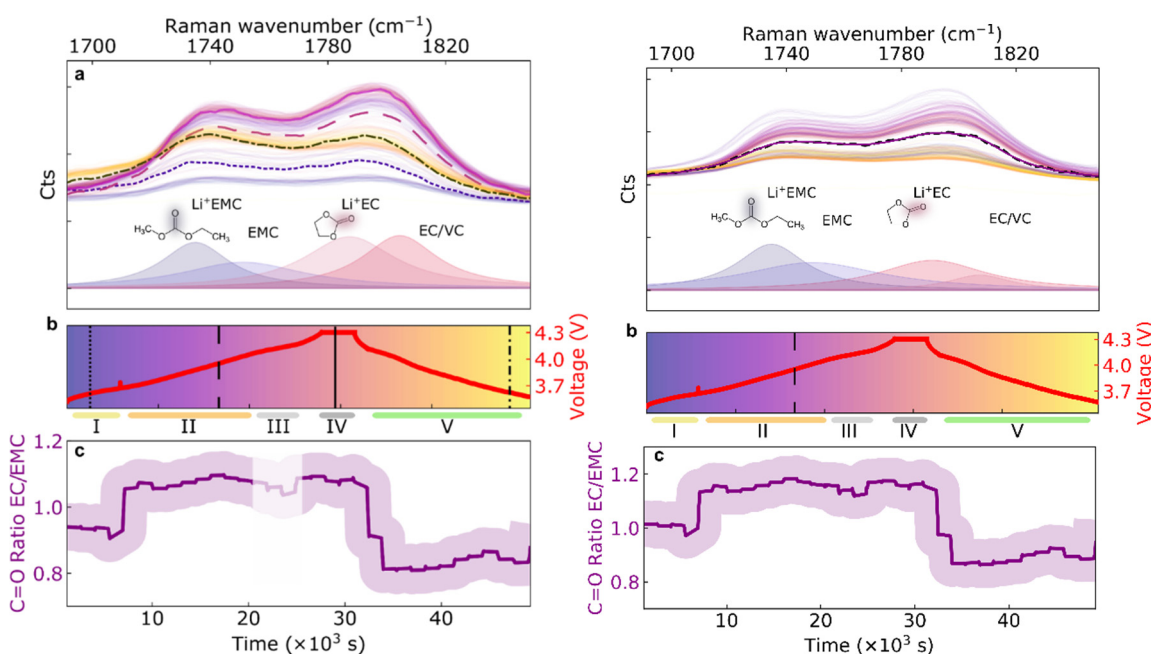 Raman wavenumber (cm⁻¹)
1700 1740 1780 1820
a
Cts
Li⁺EMC
Li⁺EC
EMC
EC/VC
O
H₃C O O CH₃
O O O
b
4.3
4.0
3.7
Voltage (V)
I II III IV V
c
1.2
1.0
0.8
C=O Ratio EC/EMC
10 20 30 40
Time (×10³ s)
Raman wavenumber (cm⁻¹)
1700 1740 1780 1820
Cts
Li⁺EMC
Li⁺EC
EMC
EC/VC
O
H₃C O O CH₃
O O O
b
4.3
4.0
3.7
Voltage (V)
I II III IV V
c
1.2
1.0
0.8
C=O Ratio EC/EMC
10 20 30 40
Time (×10³ s)